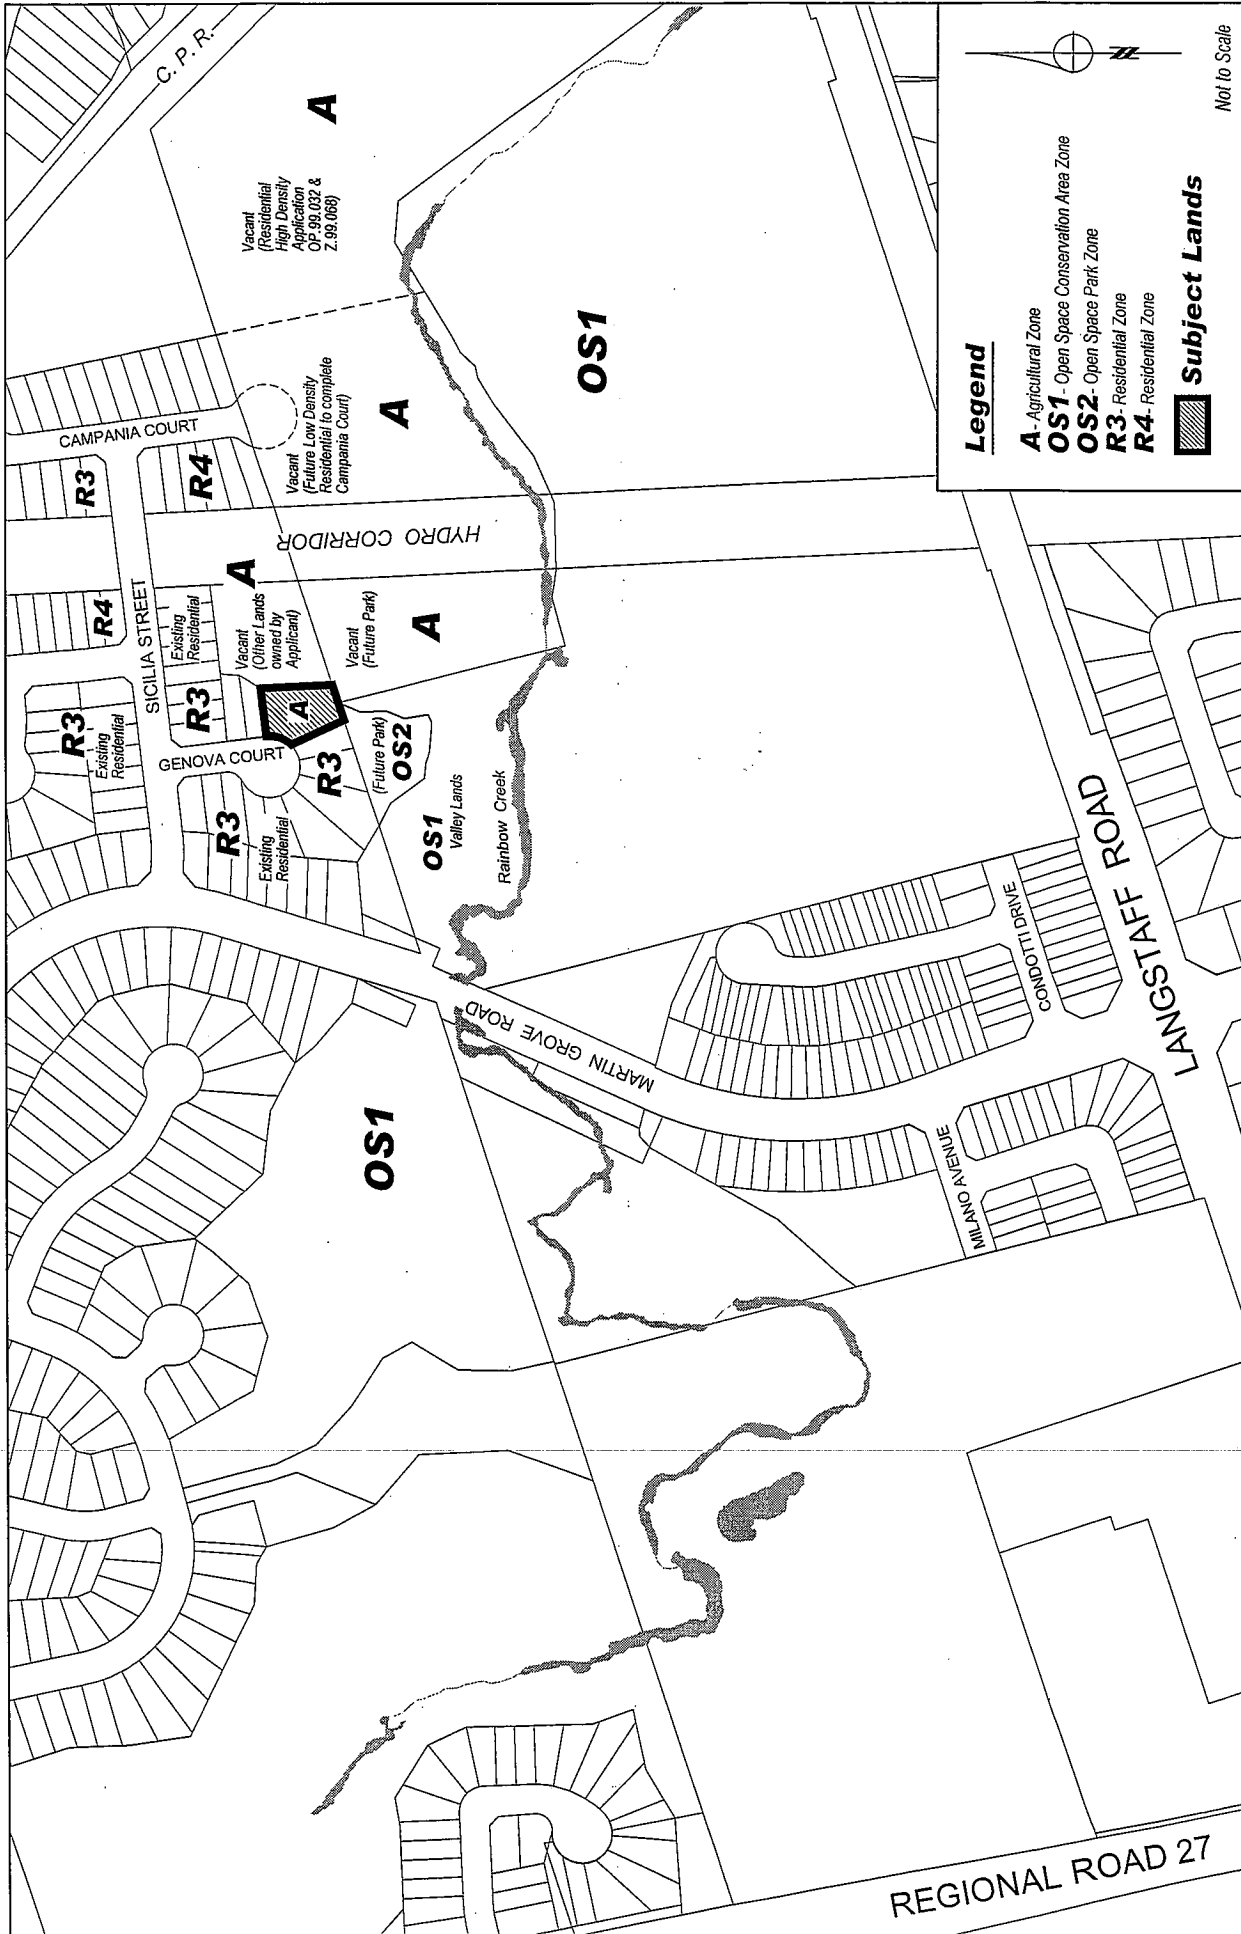 C. P. R.
A
Vacant
(Residential
High Density
Application
OP.99.032 &
Z.99.068)
CAMPANIA COURT
R3
R4
Vacant
(Future Low Density
Residential to complete
Campania Court)
A
OS1
HYDRO CORRIDOR
SICILIA STREET
R4
Existing
Residential
A
Vacant
(Other Lands
owned by
Applicant)
Vacant
(Future Park)
A
R3
Existing
Residential
R3
A
GENOVA COURT
R3
(Future Park)
OS2
R3
Existing
Residential
OS1
Valley Lands
Rainbow Creek
MARTIN GROVE ROAD
OS1
CONDOTTI DRIVE
LANGSTAFF ROAD
MILANO AVENUE
REGIONAL ROAD 27
Legend
A - Agricultural Zone
OS1 - Open Space Conservation Area Zone
OS2 - Open Space Park Zone
R3 - Residential Zone
R4 - Residential Zone
Subject Lands
N
Not to Scale